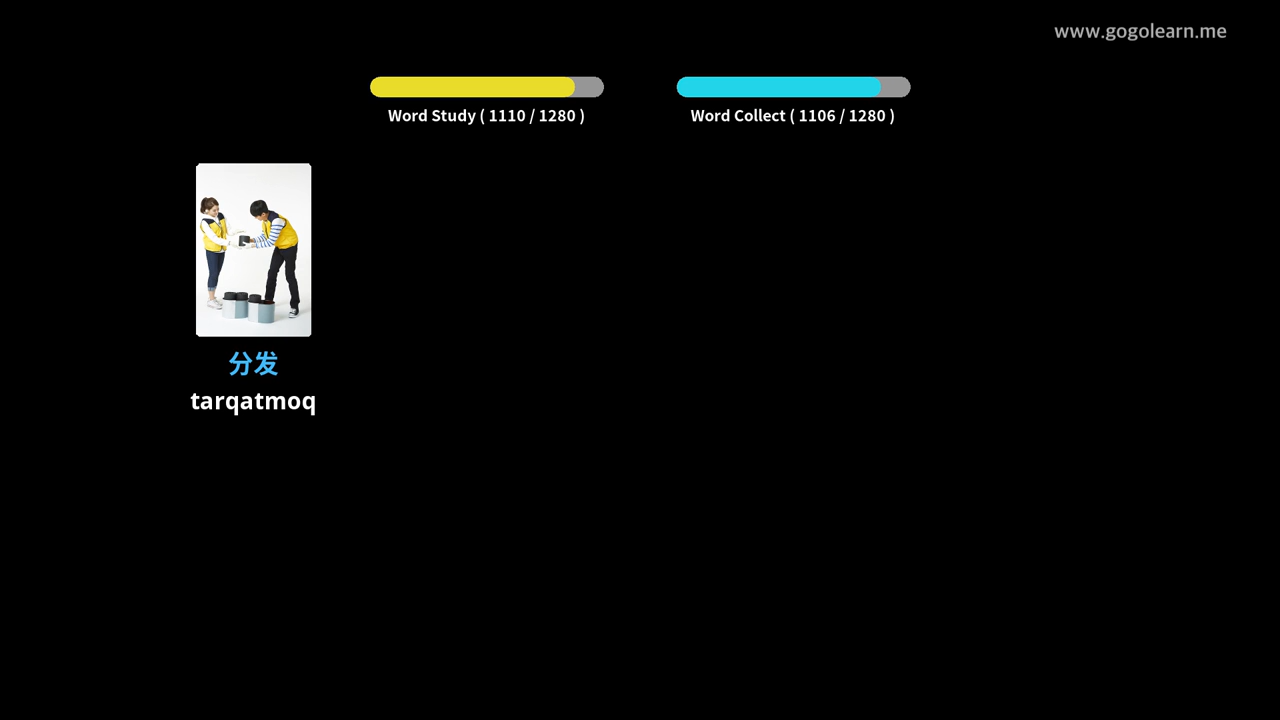 www.gogolearn.me
Word Study ( 1110 / 1280 )
Word Collect ( 1106 / 1280 )
分发
tarqatmoq